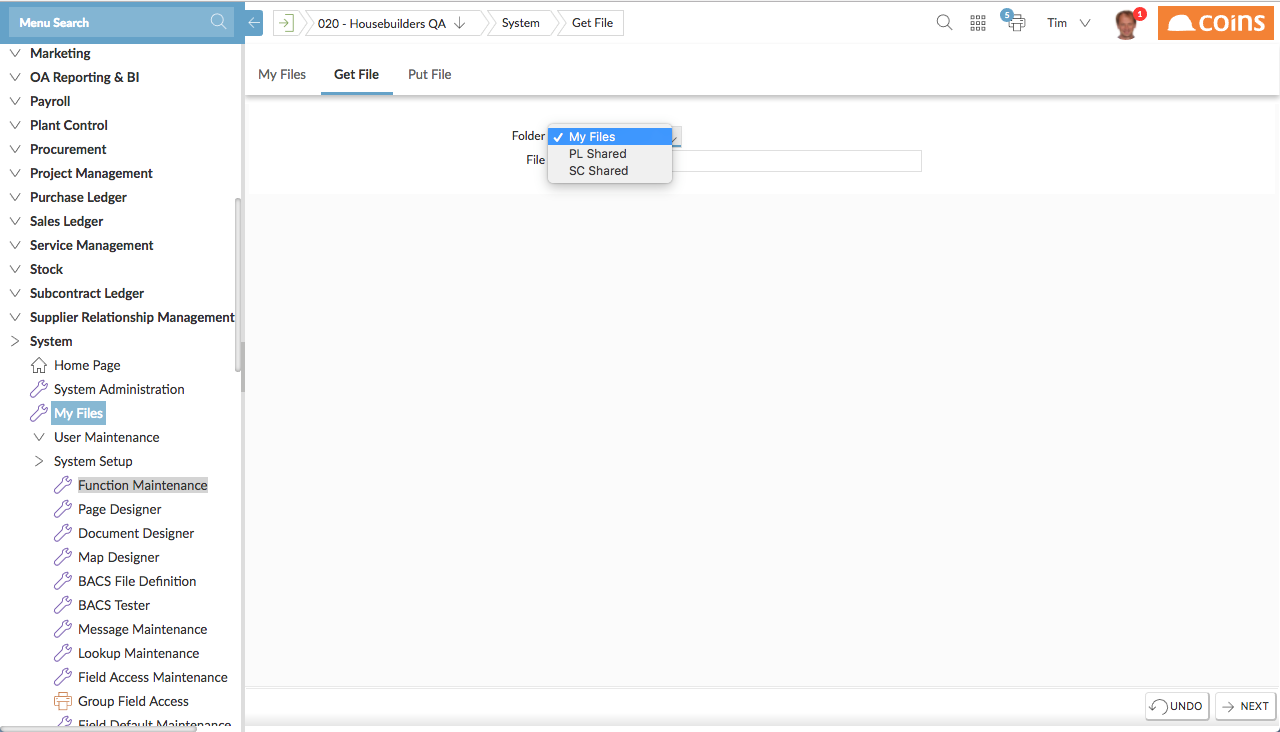 Menu Search
020 - Housebuilders QA
System
Get File
5
Tim
1
coins
My Files
Get File
Put File
Folder
My Files
PL Shared
SC Shared
File
Marketing
OA Reporting & BI
Payroll
Plant Control
Procurement
Project Management
Purchase Ledger
Sales Ledger
Service Management
Stock
Subcontract Ledger
Supplier Relationship Management
System
Home Page
System Administration
My Files
User Maintenance
System Setup
Function Maintenance
Page Designer
Document Designer
Map Designer
BACS File Definition
BACS Tester
Message Maintenance
Lookup Maintenance
Field Access Maintenance
Group Field Access
Field Default Maintenance
UNDO
NEXT